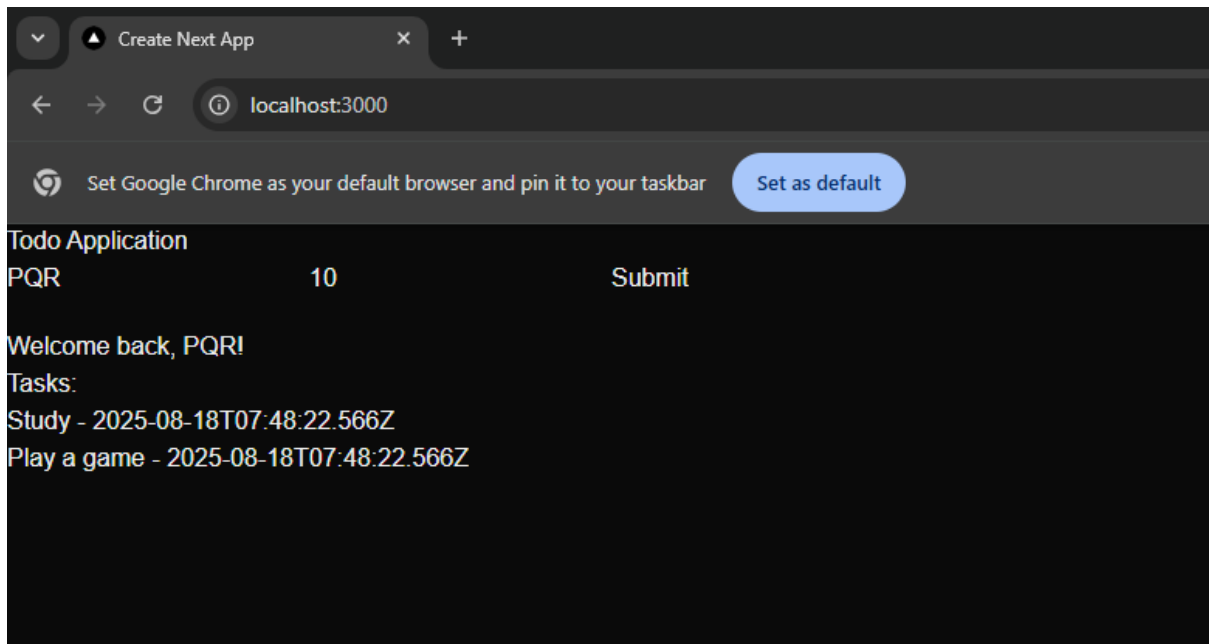 Create Next App
localhost:3000
Set Google Chrome as your default browser and pin it to your taskbar Set as default
Todo Application
PQR 10 Submit
Welcome back, PQR!
Tasks:
Study - 2025-08-18T07:48:22.566Z
Play a game - 2025-08-18T07:48:22.566Z